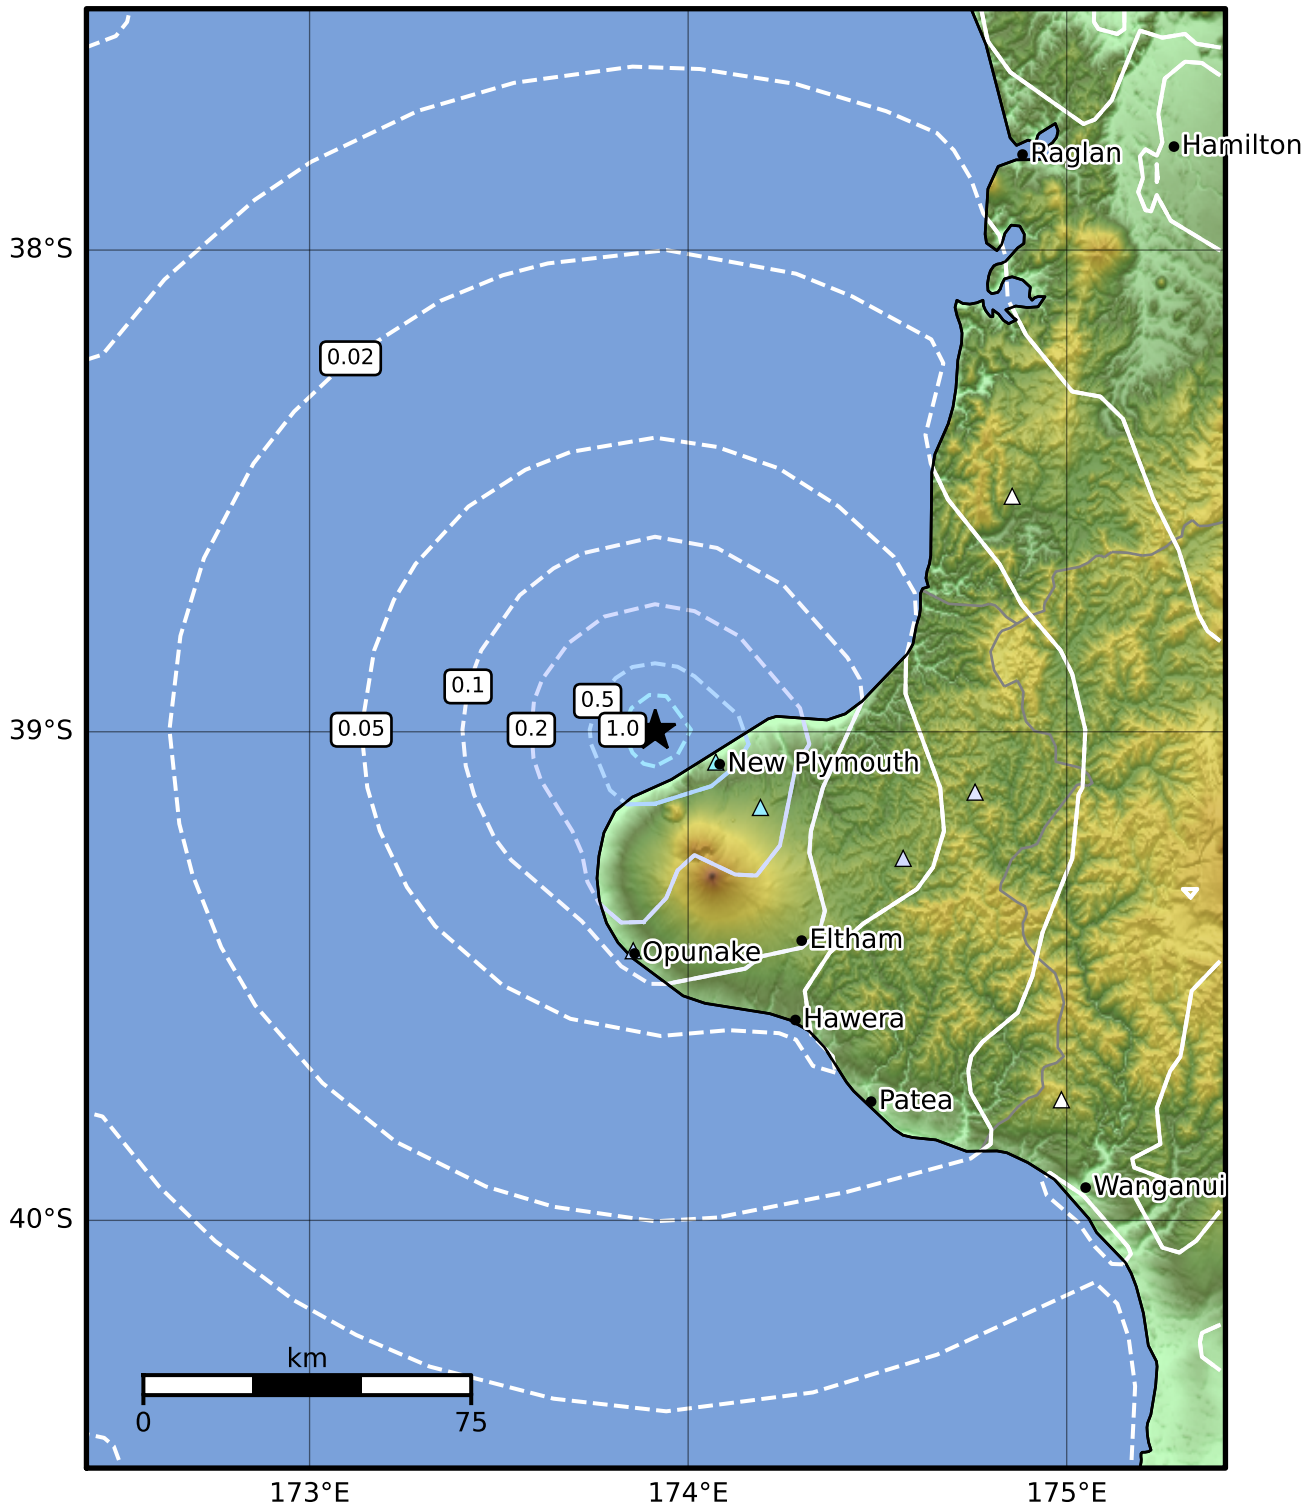 Raglan
Hamilton
38°S
0.02
0.1
0.5
39°S
0.05
0.2
1.0
New Plymouth
Opunake
Eltham
Hawera
Patea
Wanganui
40°S
km
0 75
173°E 174°E 175°E